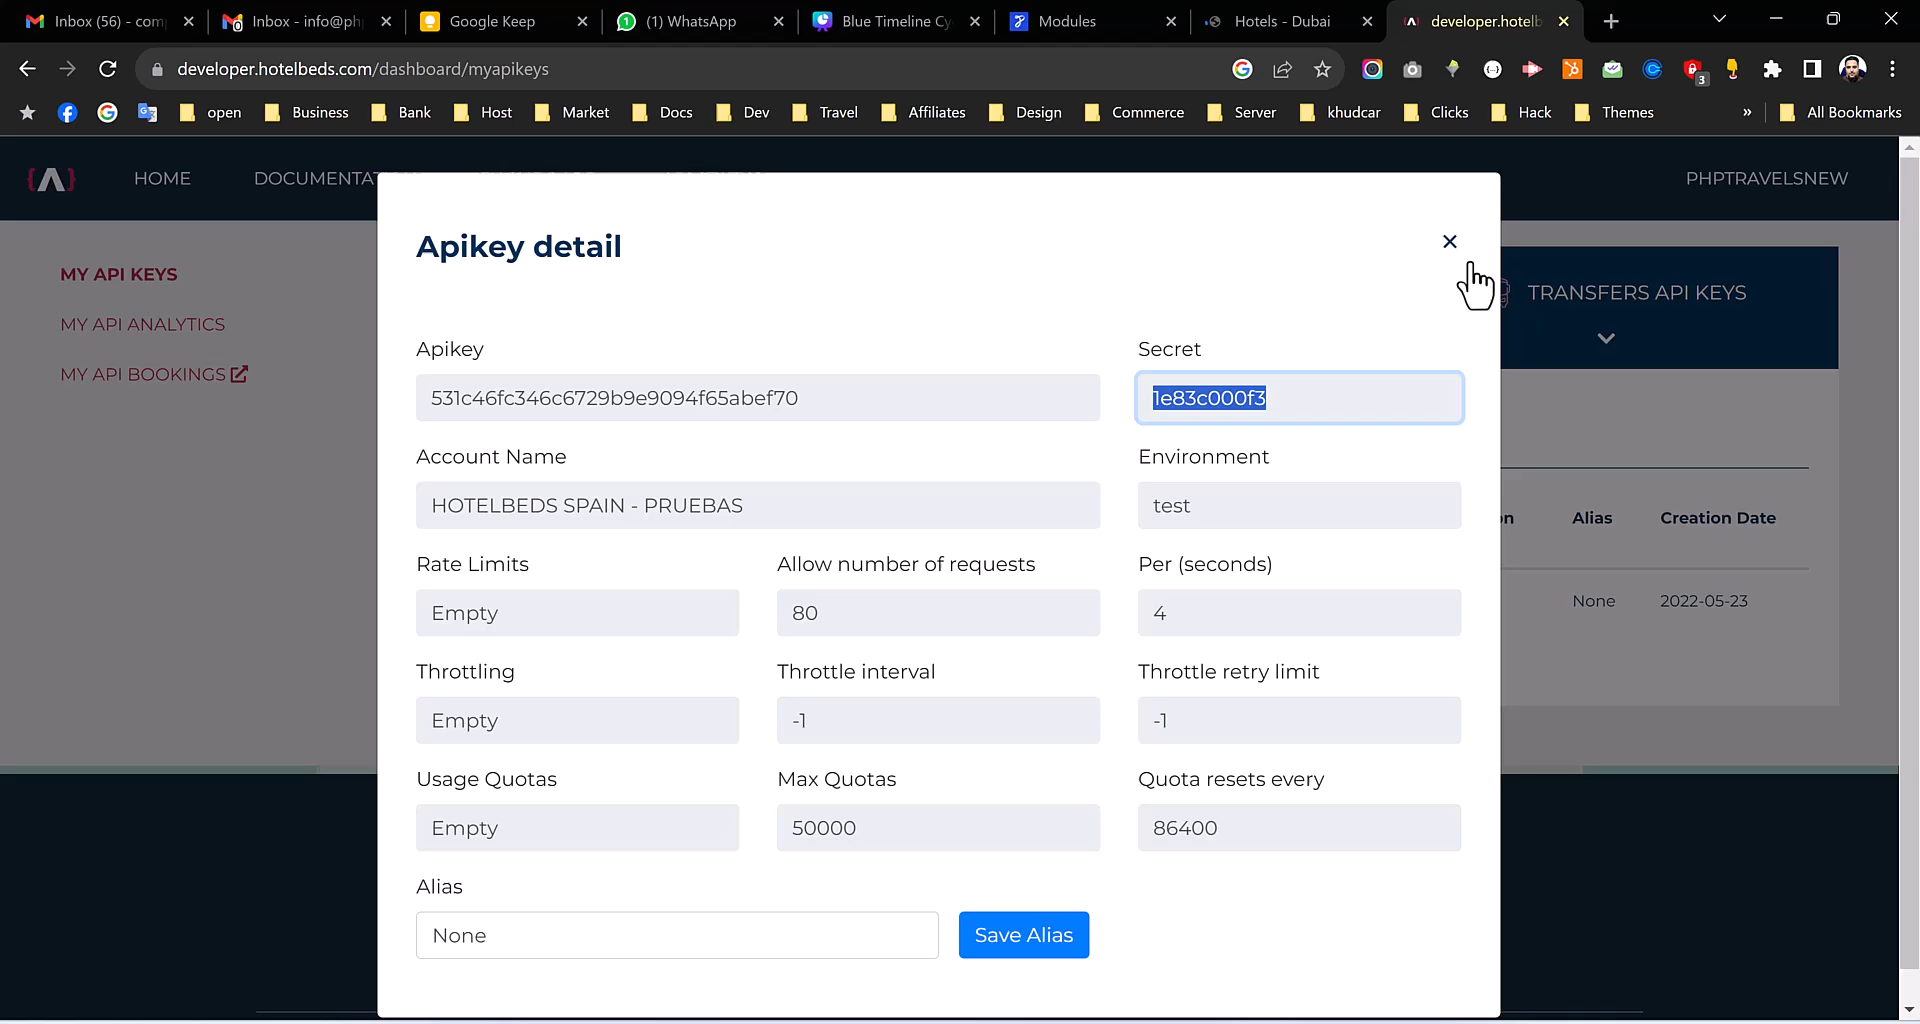 Inbox (56) - com
Inbox - info@ph
Google Keep
(1) WhatsApp
Blue Timeline Cy
Modules
Hotels - Dubai
developer.hotelb
developer.hotelbeds.com/dashboard/myapikeys
3
open
Business
Bank
Host
Market
Docs
Dev
Travel
Affiliates
Design
Commerce
Server
khudcar
Clicks
Hack
Themes
»
All Bookmarks
HOME
DOCUMENTAT
PHPTRAVELSNEW
MY API KEYS
MY API ANALYTICS
MY API BOOKINGS
TRANSFERS API KEYS
Apikey detail
Apikey
Secret
531c46fc346c6729b9e9094f65abef70
1e83c000f3
Account Name
Environment
HOTELBEDS SPAIN - PRUEBAS
test
on
Alias
Creation Date
Rate Limits
Allow number of requests
Per (seconds)
Empty
80
4
None
2022-05-23
Throttling
Throttle interval
Throttle retry limit
Empty
-1
-1
Usage Quotas
Max Quotas
Quota resets every
Empty
50000
86400
Alias
None
Save Alias